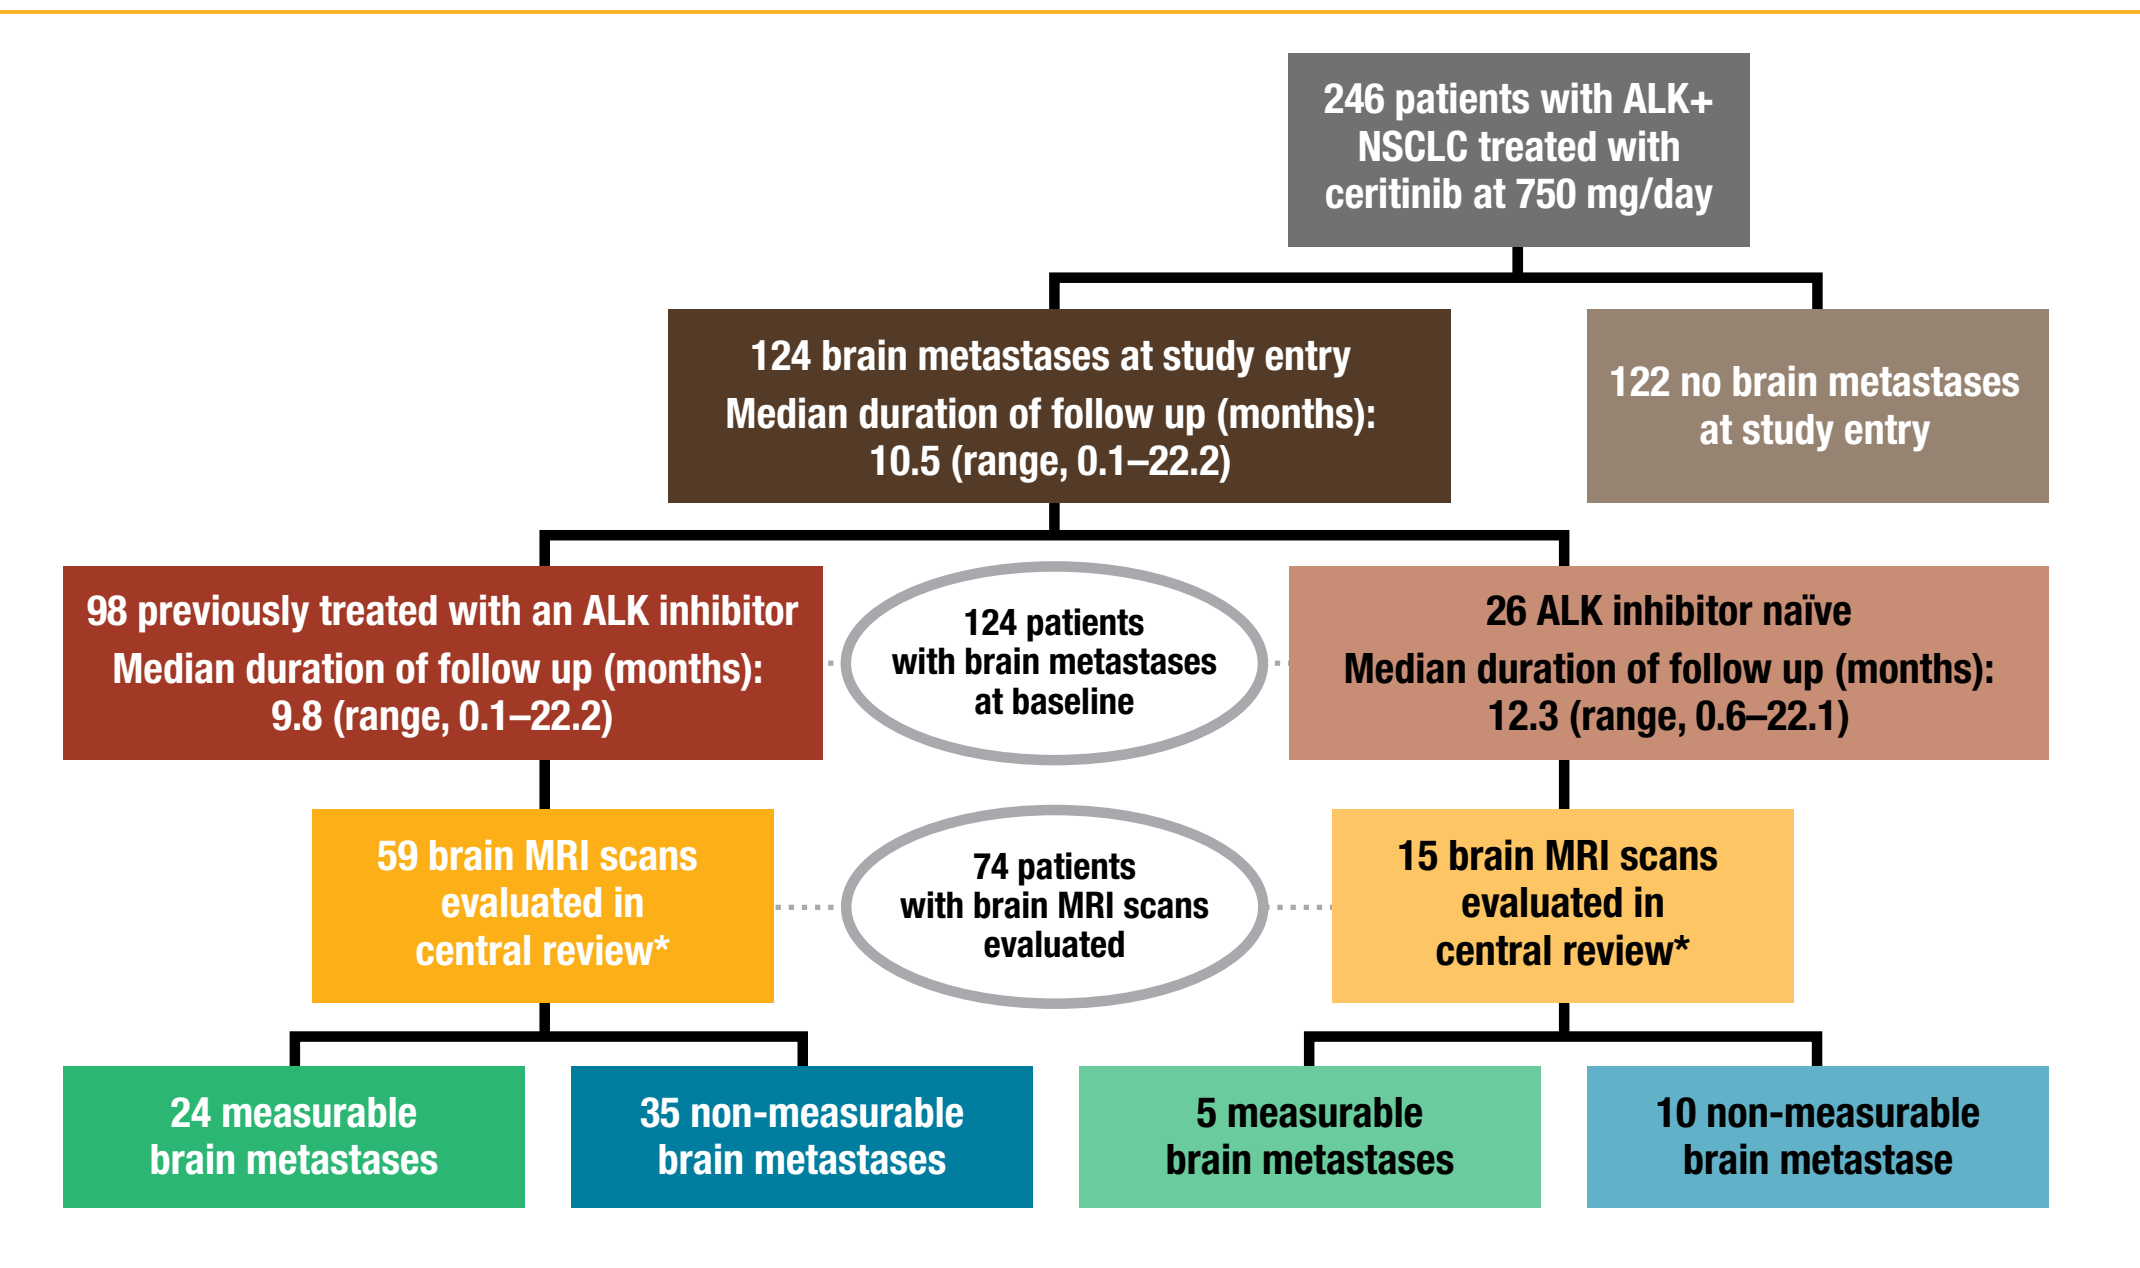 246 patients with ALK+
NSCLC treated with
ceritinib at 750 mg/day
124 brain metastases at study entry
Median duration of follow up (months):
10.5 (range, 0.1–22.2)
122 no brain metastases
at study entry
98 previously treated with an ALK inhibitor
Median duration of follow up (months):
9.8 (range, 0.1–22.2)
124 patients
with brain metastases
at baseline
26 ALK inhibitor naïve
Median duration of follow up (months):
12.3 (range, 0.6–22.1)
59 brain MRI scans
evaluated in
central review*
74 patients
with brain MRI scans
evaluated
15 brain MRI scans
evaluated in
central review*
24 measurable
brain metastases
35 non-measurable
brain metastases
5 measurable
brain metastases
10 non-measurable
brain metastase